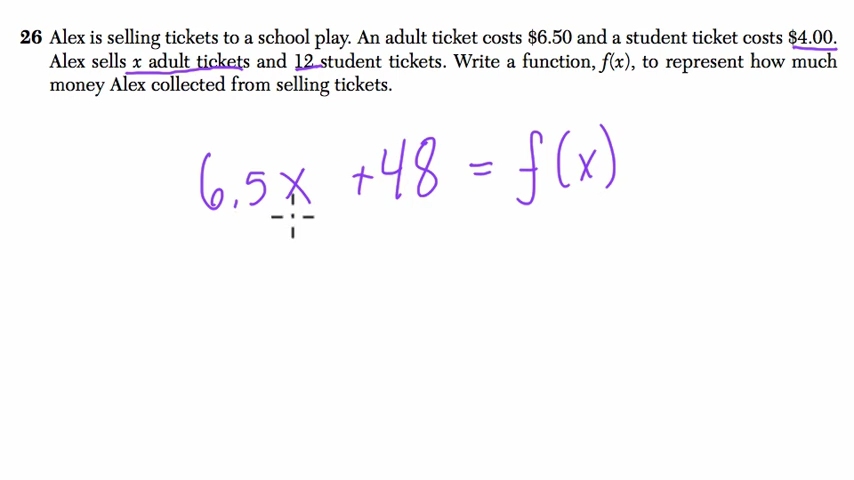 26 Alex is selling tickets to a school play. An adult ticket costs $6.50 and a student ticket costs $4.00.
Alex sells x adult tickets and 12 student tickets. Write a function, f(x), to represent how much
money Alex collected from selling tickets.
6.5x +48 = f(x)